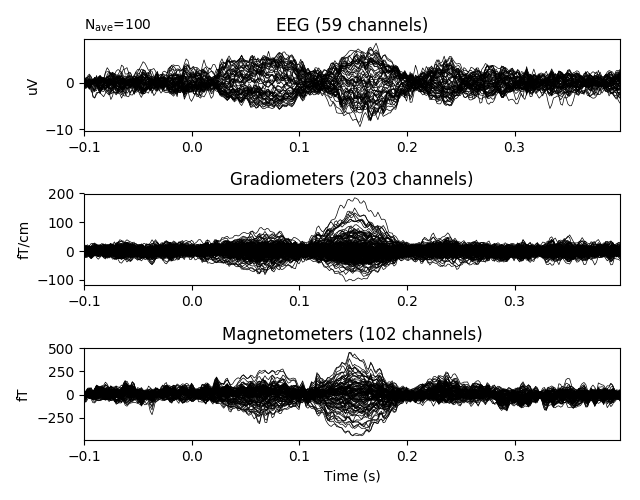 N_ave=100 EEG (59 channels)
0
−10
uV
−0.1 0.0 0.1 0.2 0.3
Gradiometers (203 channels)
200
100
0
−100
fT/cm
−0.1 0.0 0.1 0.2 0.3
Magnetometers (102 channels)
500
250
0
−250
fT
−0.1 0.0 0.1 0.2 0.3
Time (s)